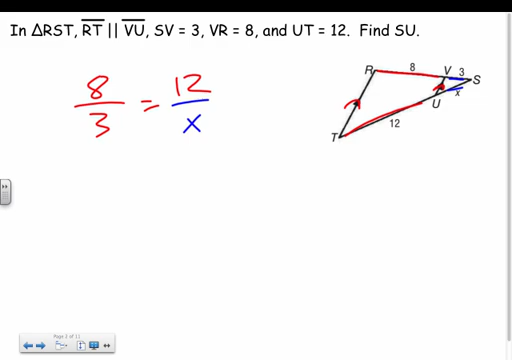 In ΔRST, RT || VU, SV = 3, VR = 8, and UT = 12. Find SU.
8/3 = 12/x
R 8 V 3 S
U x
12
T
Page 2 of 11